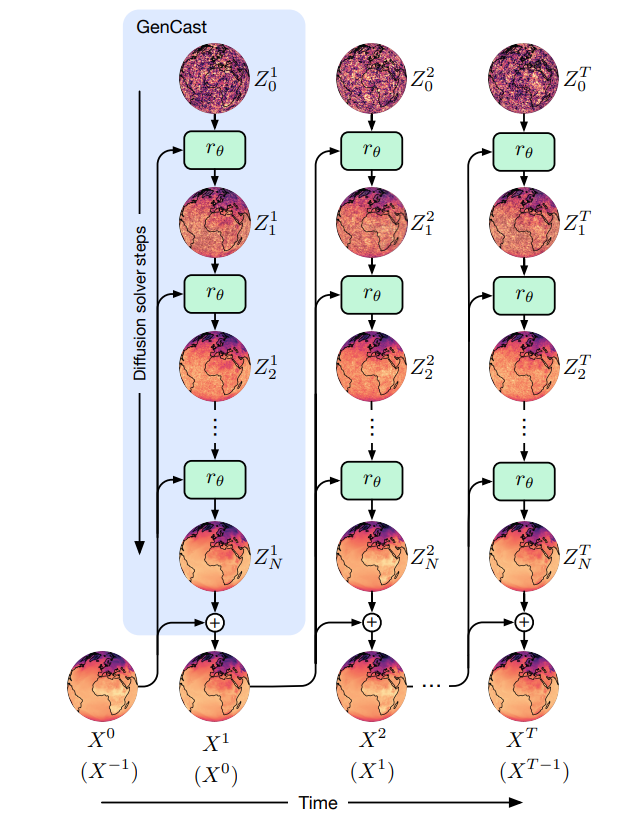 GenCast
Z_0^1 Z_0^2 Z_0^T
r_θ r_θ r_θ
Z_1^1 Z_1^2 Z_1^T
Diffusion solver steps
r_θ r_θ r_θ
Z_2^1 Z_2^2 Z_2^T
⋮ ⋮ ⋮
r_θ r_θ r_θ
Z_N^1 Z_N^2 Z_N^T
+ + +
...
X^0 X^1 X^2 X^T
(X^{-1}) (X^0) (X^1) (X^{T-1})
Time